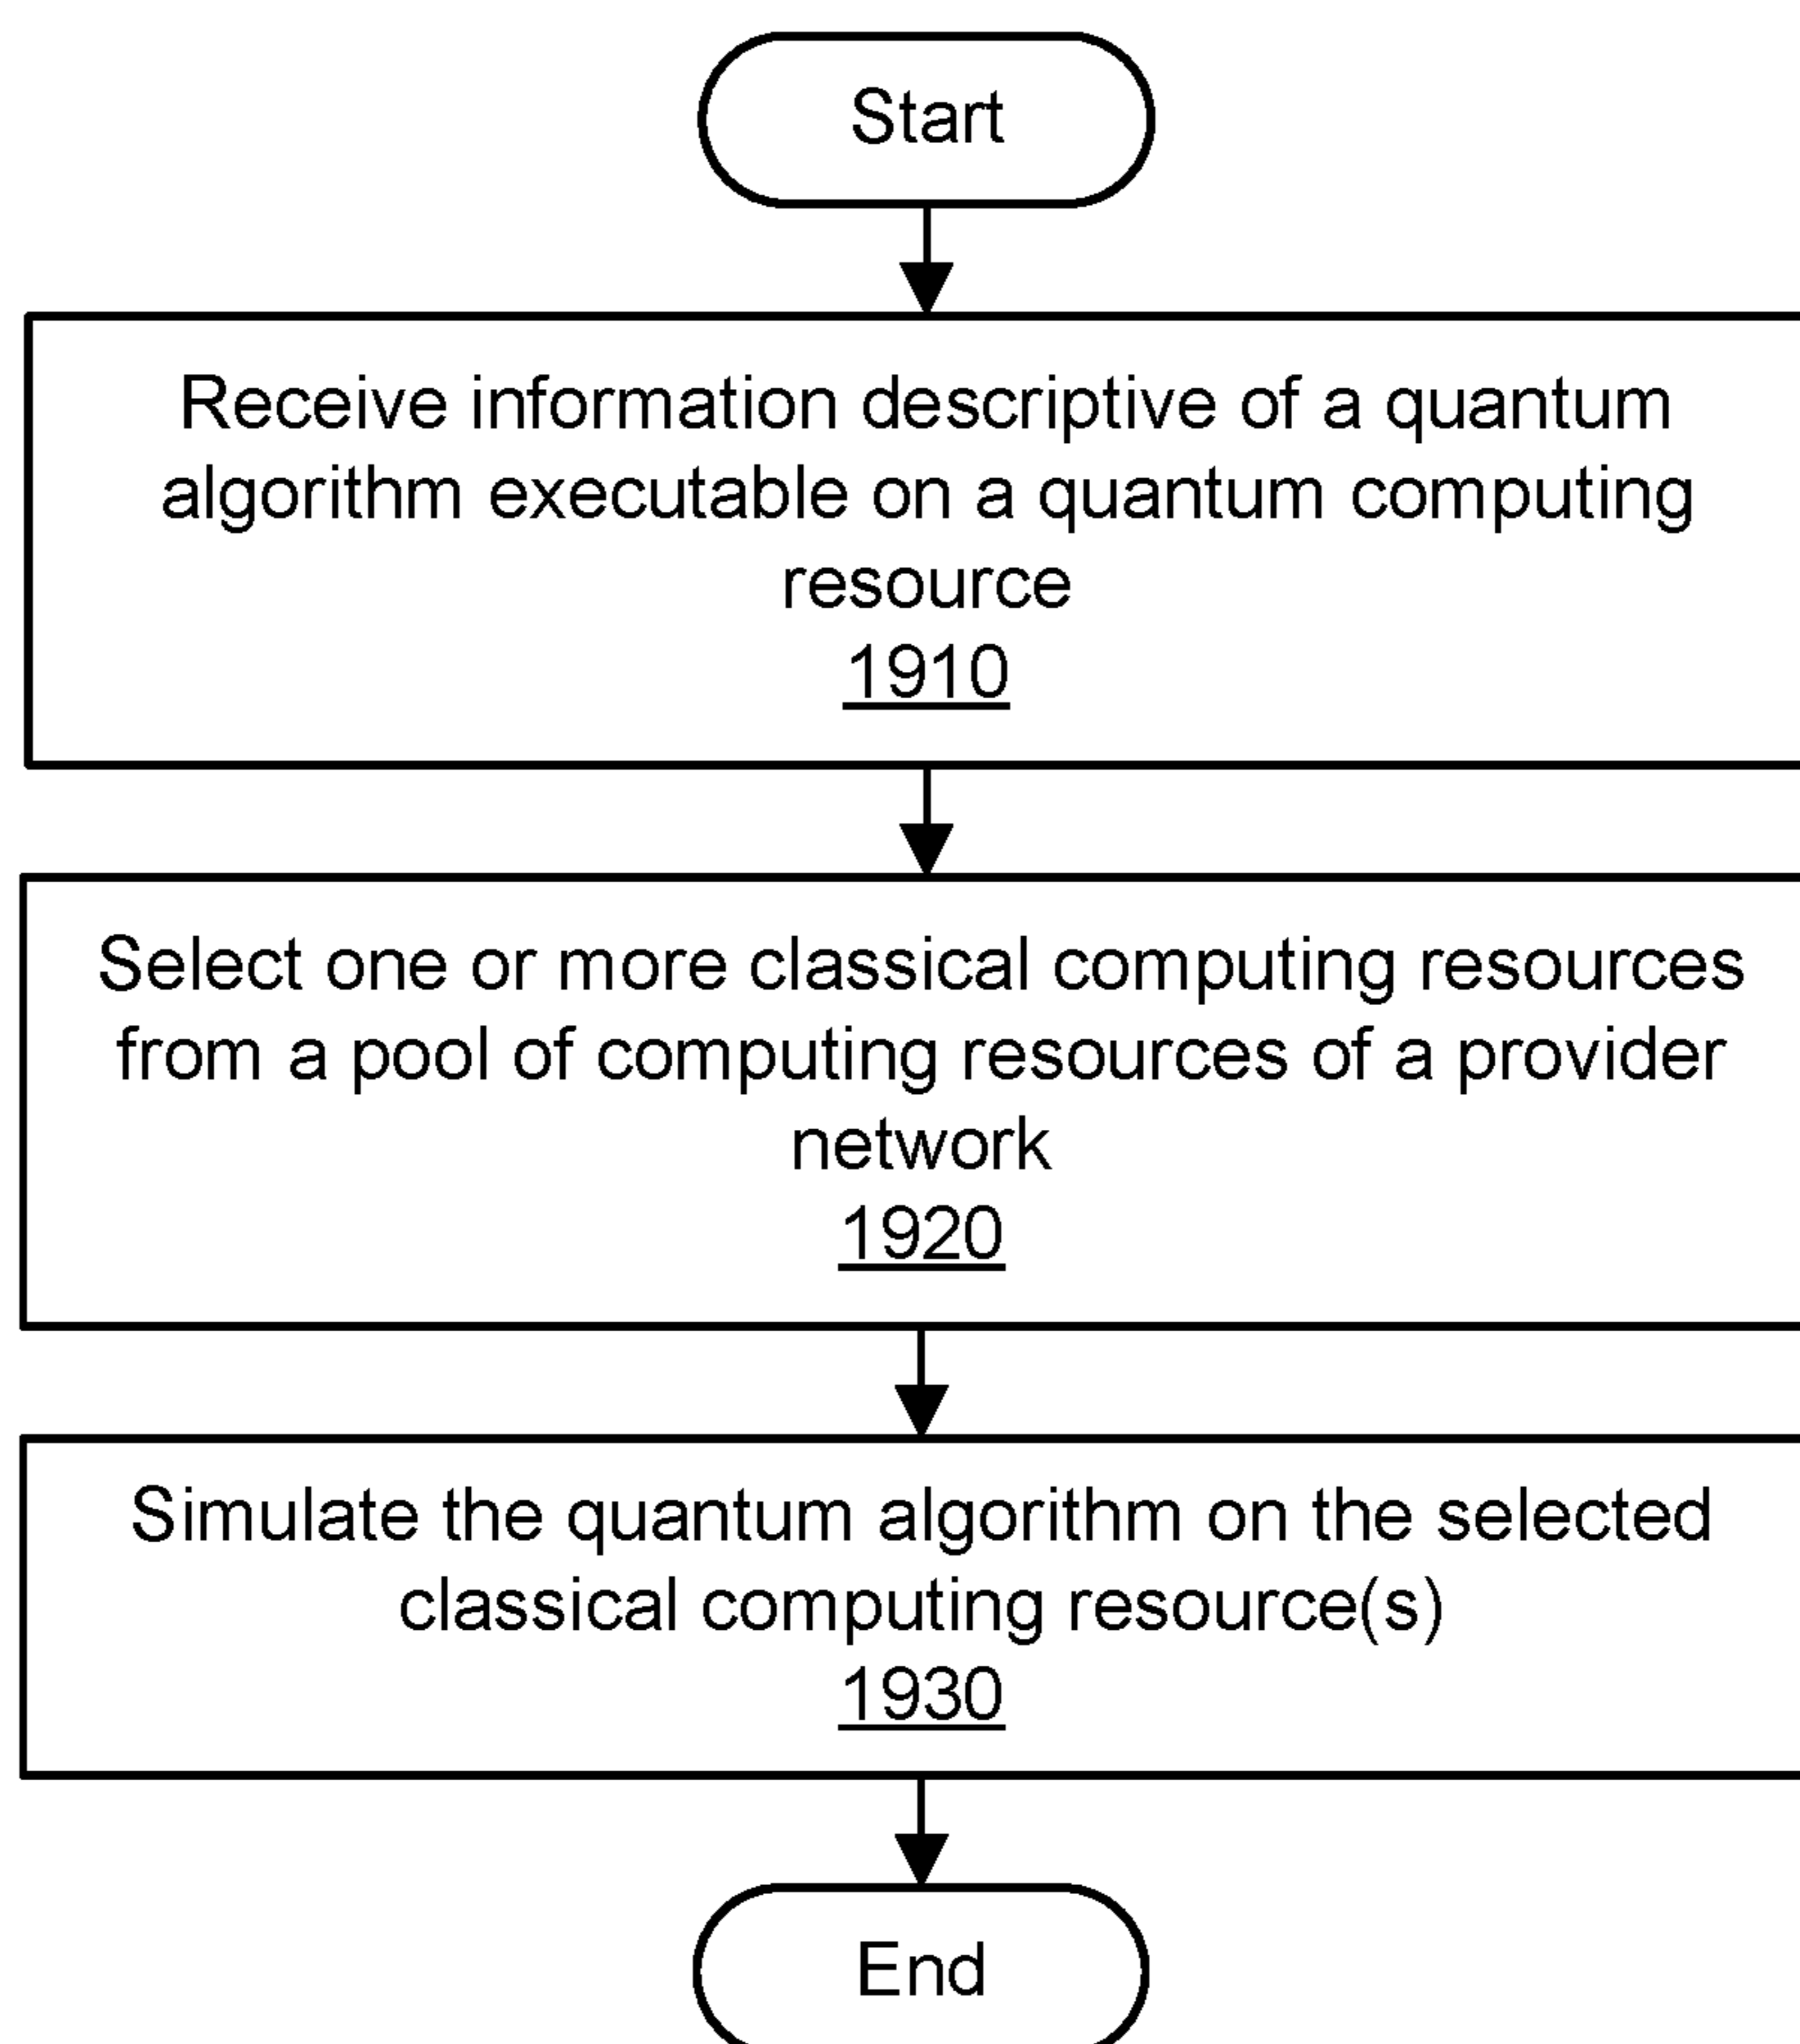 Start
Receive information descriptive of a quantum
algorithm executable on a quantum computing
resource
1910
Select one or more classical computing resources
from a pool of computing resources of a provider
network
1920
Simulate the quantum algorithm on the selected
classical computing resource(s)
1930
End